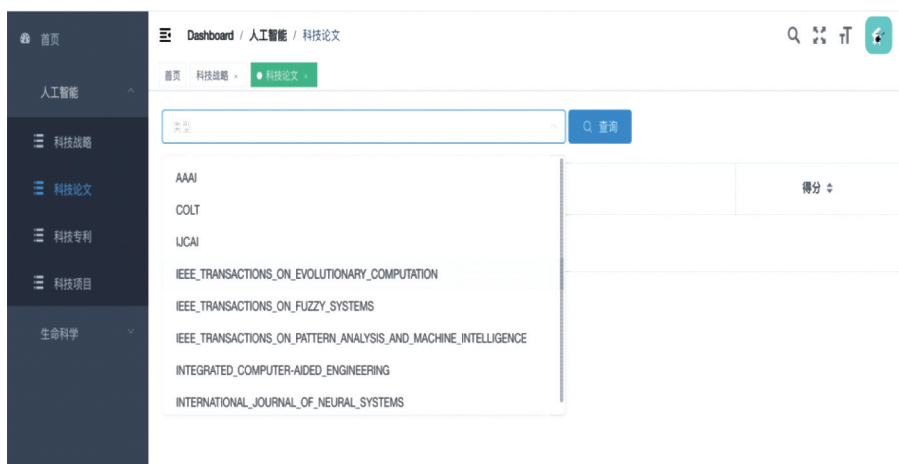 首页
Dashboard / 人工智能 / 科技论文
首页 科技战略 × 科技论文 ×
人工智能
类型
查询
科技战略
科技论文
科技专利
科技项目
生命科学
得分
AAAI
COLT
IJCAI
IEEE_TRANSACTIONS_ON_EVOLUTIONARY_COMPUTATION
IEEE_TRANSACTIONS_ON_FUZZY_SYSTEMS
IEEE_TRANSACTIONS_ON_PATTERN_ANALYSIS_AND_MACHINE_INTELLIGENCE
INTEGRATED_COMPUTER-AIDED_ENGINEERING
INTERNATIONAL_JOURNAL_OF_NEURAL_SYSTEMS